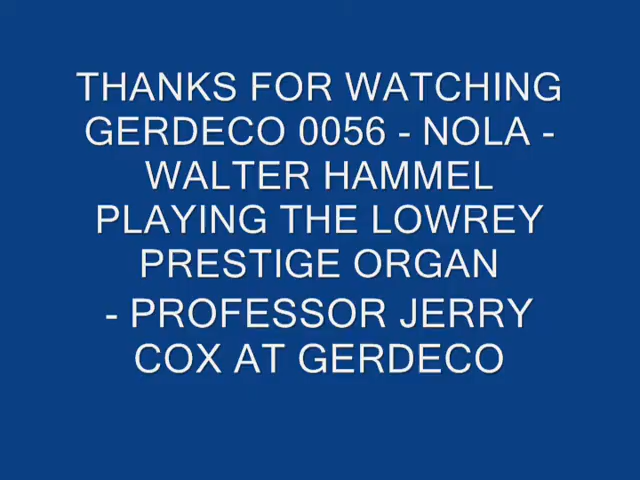 THANKS FOR WATCHING
GERDECO 0056 - NOLA -
WALTER HAMMEL
PLAYING THE LOWREY
PRESTIGE ORGAN
- PROFESSOR JERRY
COX AT GERDECO